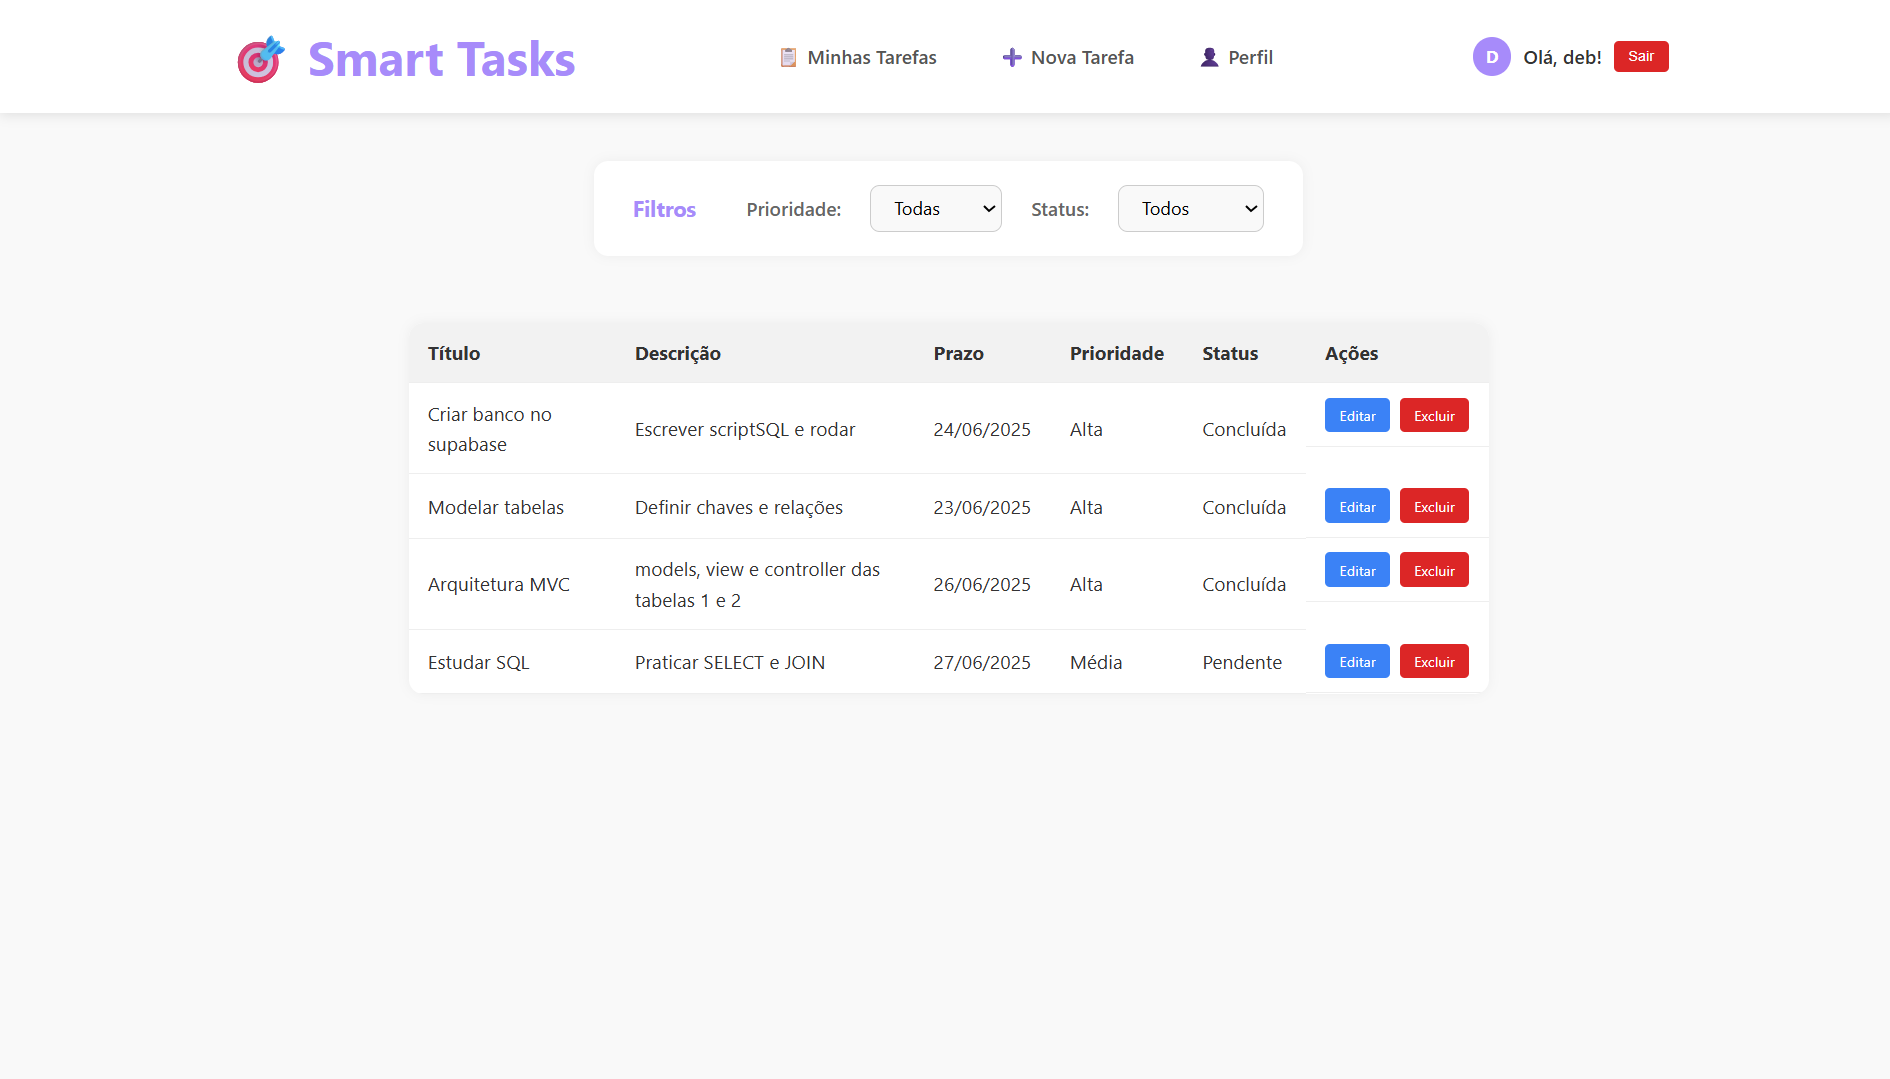 Smart Tasks
Minhas Tarefas
Nova Tarefa
Perfil
D
Olá, deb!
Sair
Filtros
Prioridade:
Todas
Status:
Todos
Título
Descrição
Prazo
Prioridade
Status
Ações
Criar banco no
supabase
Escrever scriptSQL e rodar
24/06/2025
Alta
Concluída
Editar
Excluir
Modelar tabelas
Definir chaves e relações
23/06/2025
Alta
Concluída
Editar
Excluir
Arquitetura MVC
models, view e controller das
tabelas 1 e 2
26/06/2025
Alta
Concluída
Editar
Excluir
Estudar SQL
Praticar SELECT e JOIN
27/06/2025
Média
Pendente
Editar
Excluir